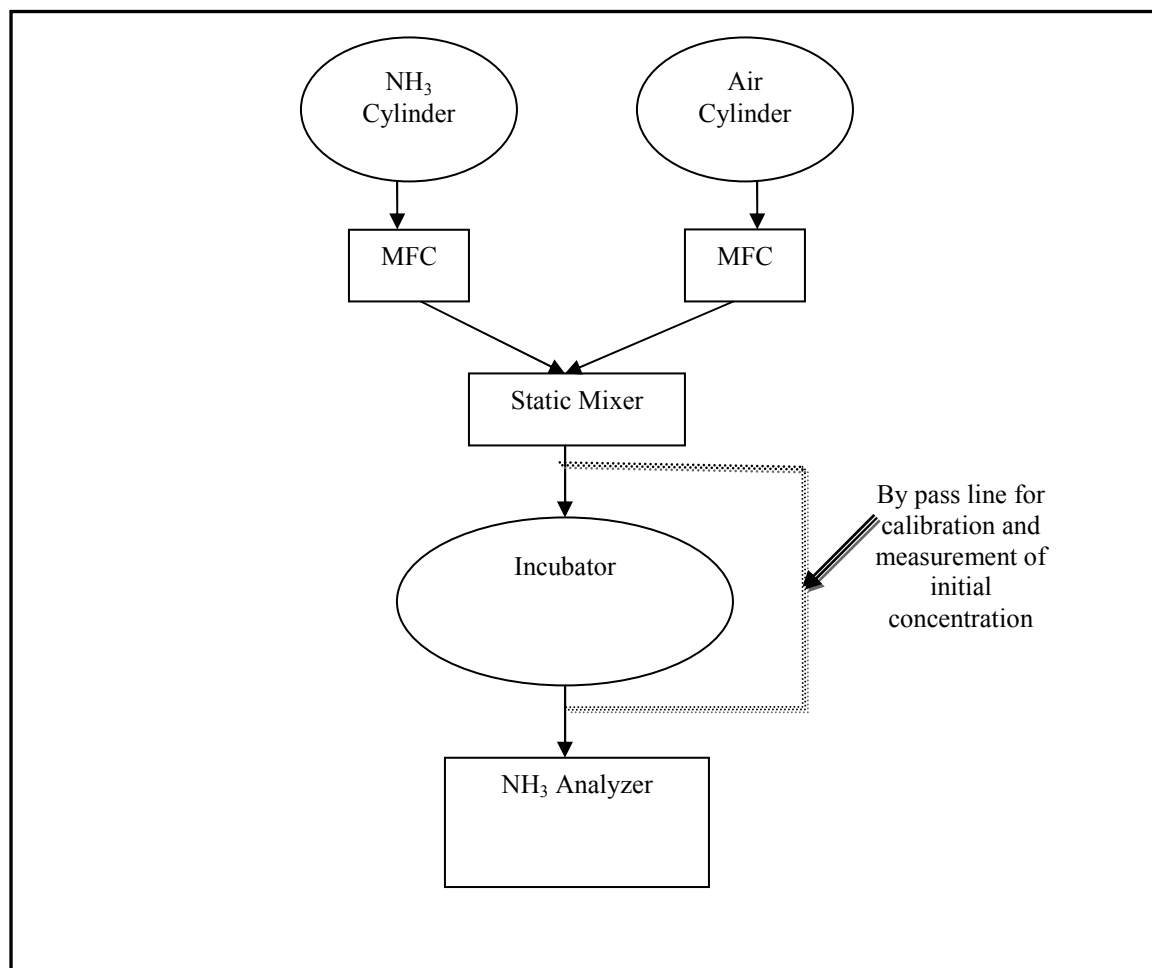 NH₃
Cylinder
Air
Cylinder
MFC
MFC
Static Mixer
By pass line for
calibration and
measurement of
initial
concentration
Incubator
NH₃ Analyzer